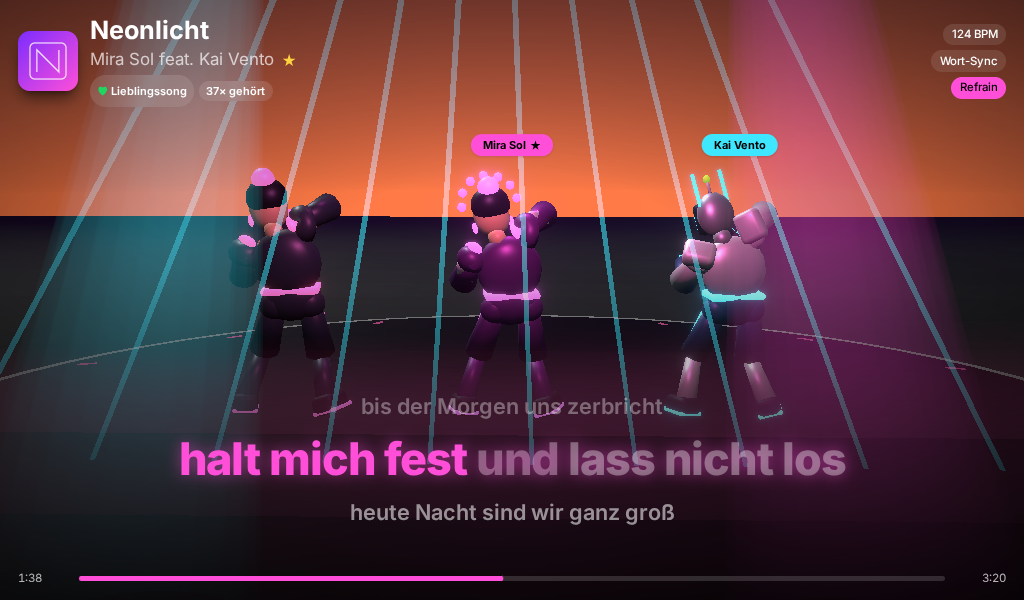 Neonlicht
Mira Sol feat. Kai Vento ★
Lieblingssong
37× gehört
124 BPM
Wort-Sync
Refrain
N
Mira Sol ★
Kai Vento
bis der Morgen uns zerbricht
halt mich fest und lass nicht los
heute Nacht sind wir ganz groß
1:38
3:20